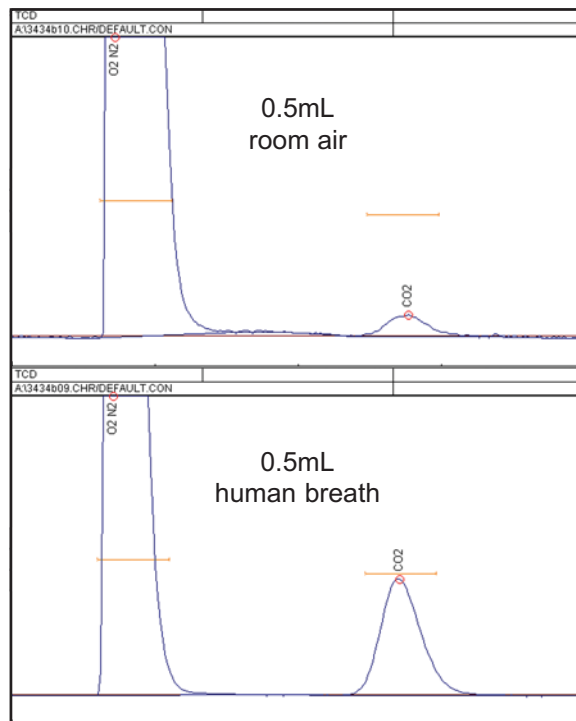 TCD
A:\3434b10.CHR/DEFAULT.CON
O2 N2
0.5mL
room air
CO2
TCD
A:\3434b09.CHR/DEFAULT.CON
O2 N2
0.5mL
human breath
CO2